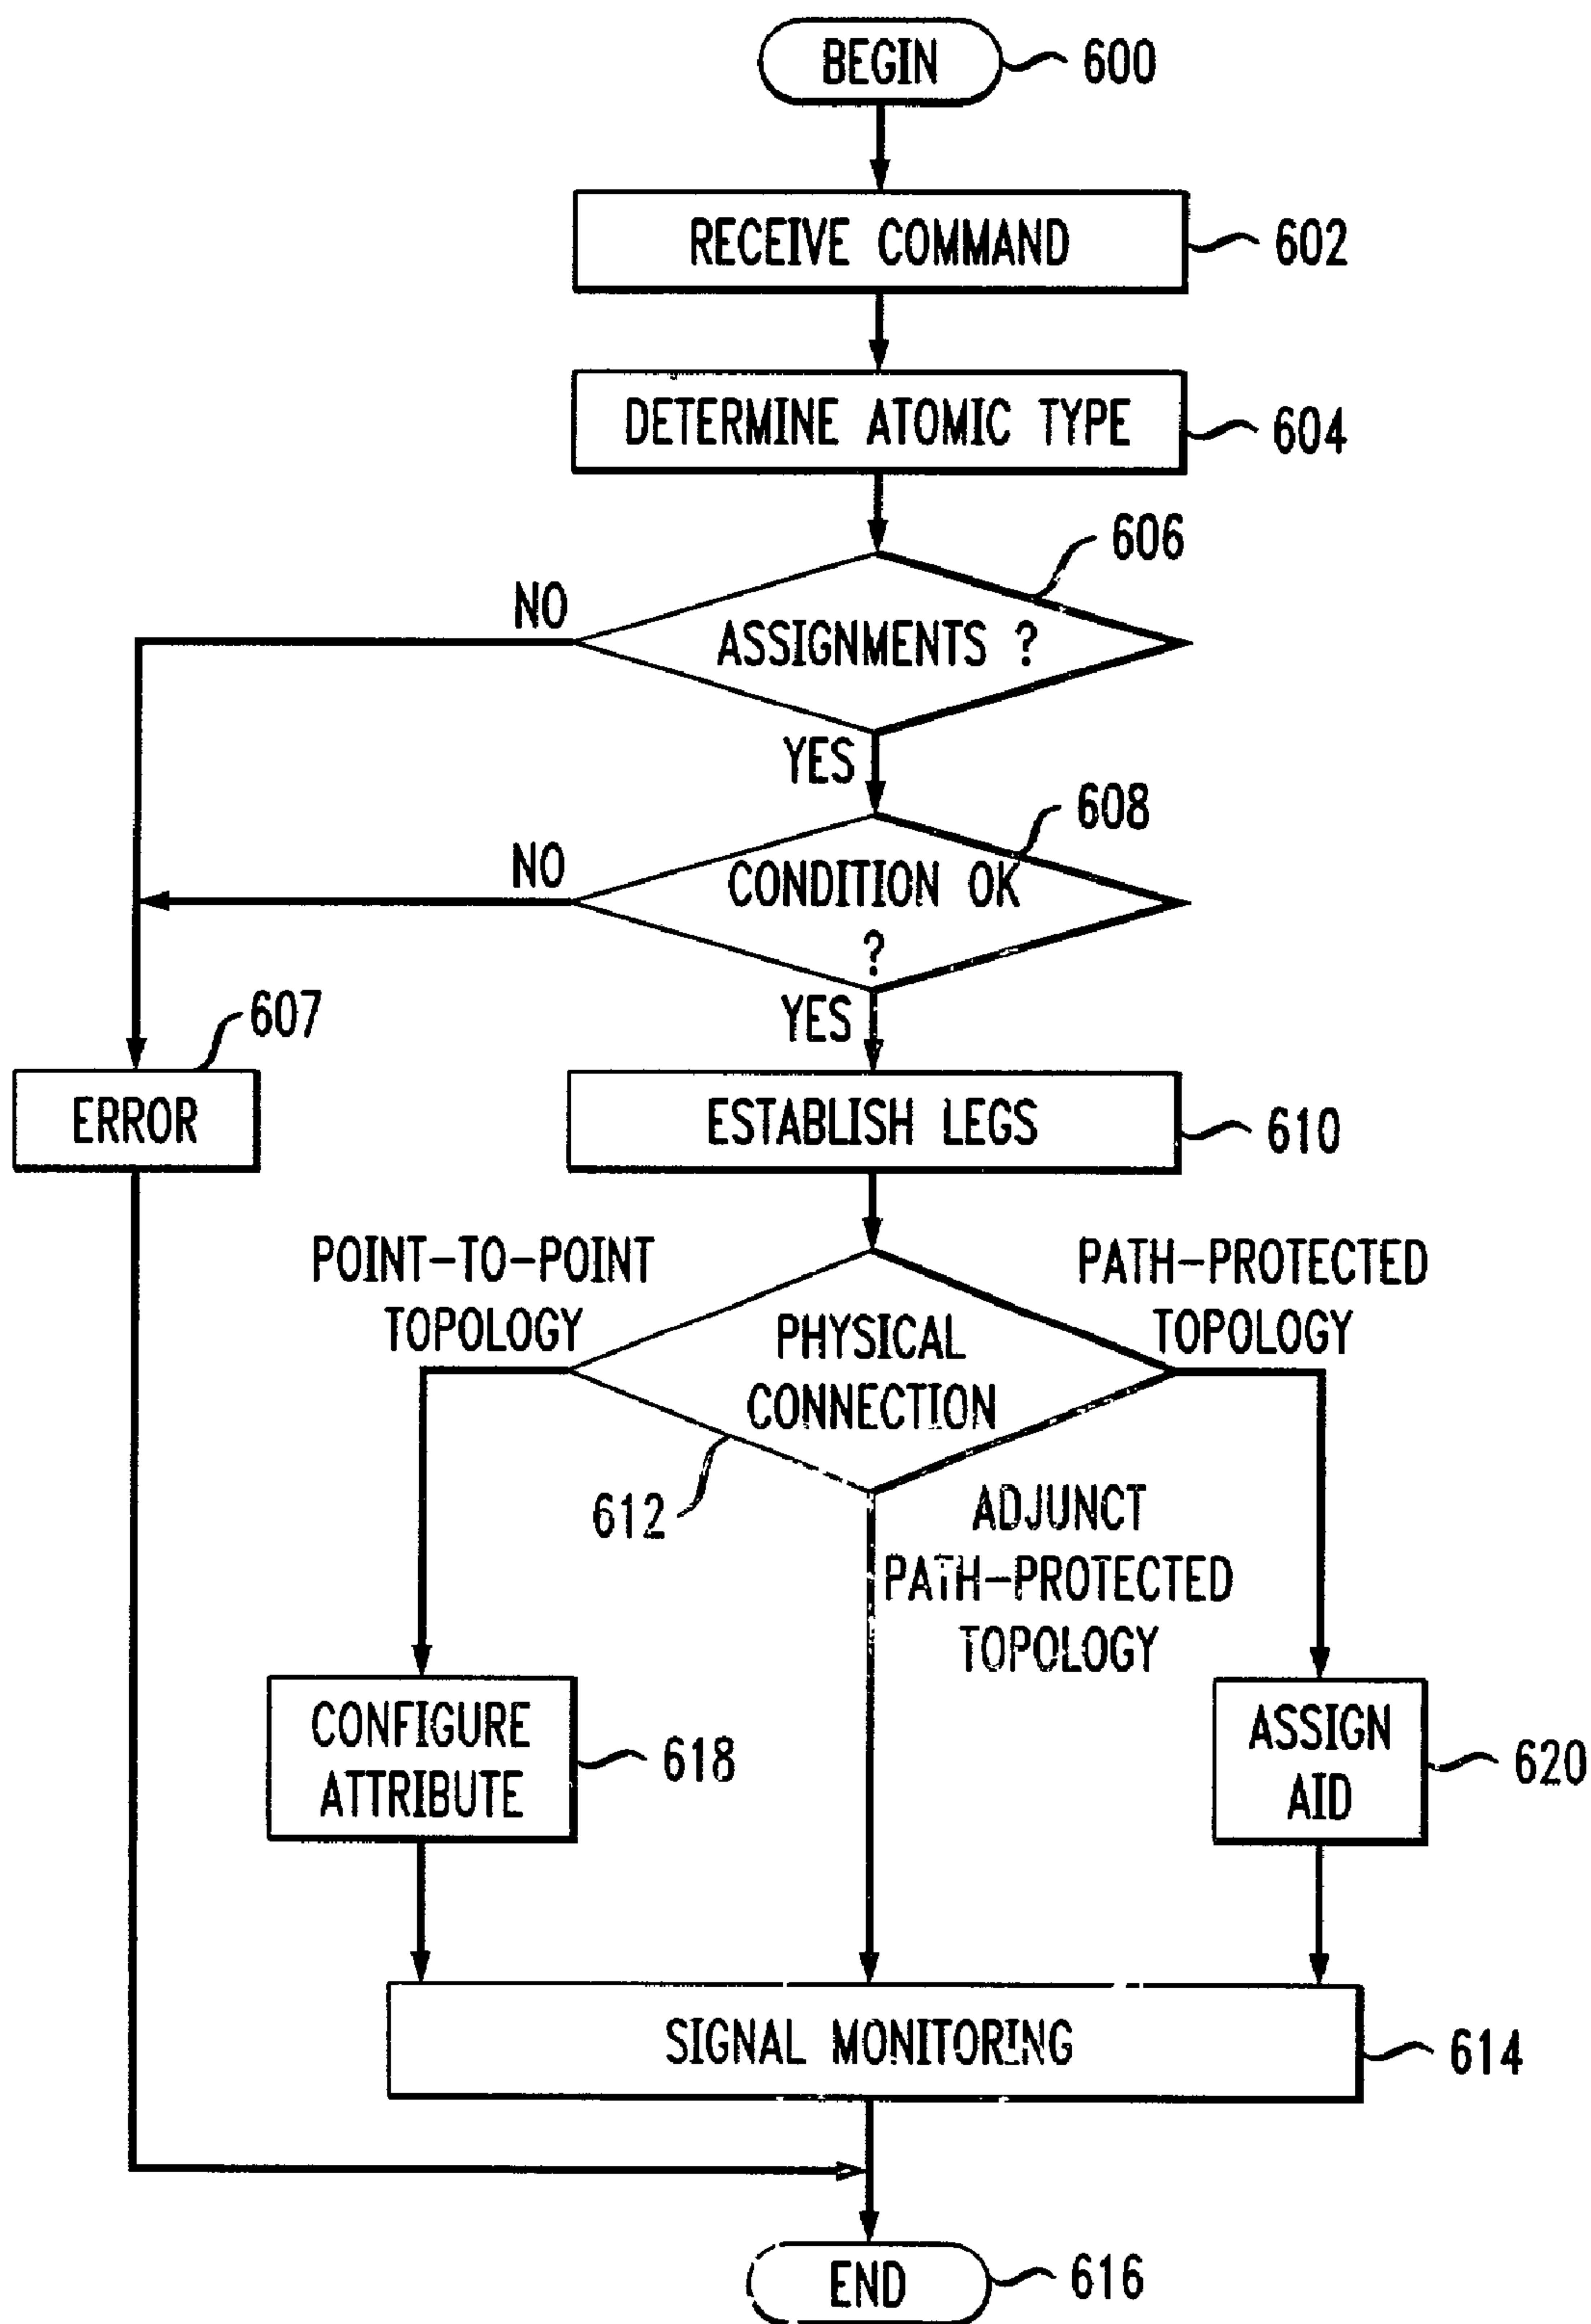 BEGIN
600
RECEIVE COMMAND
602
DETERMINE ATOMIC TYPE
604
606
NO
ASSIGNMENTS ?
YES
608
NO
CONDITION OK
?
YES
607
ERROR
ESTABLISH LEGS
610
POINT-TO-POINT
TOPOLOGY
PATH-PROTECTED
TOPOLOGY
PHYSICAL
CONNECTION
612
ADJUNCT
PATH-PROTECTED
TOPOLOGY
CONFIGURE
ATTRIBUTE
618
ASSIGN
AID
620
SIGNAL MONITORING
614
END
616